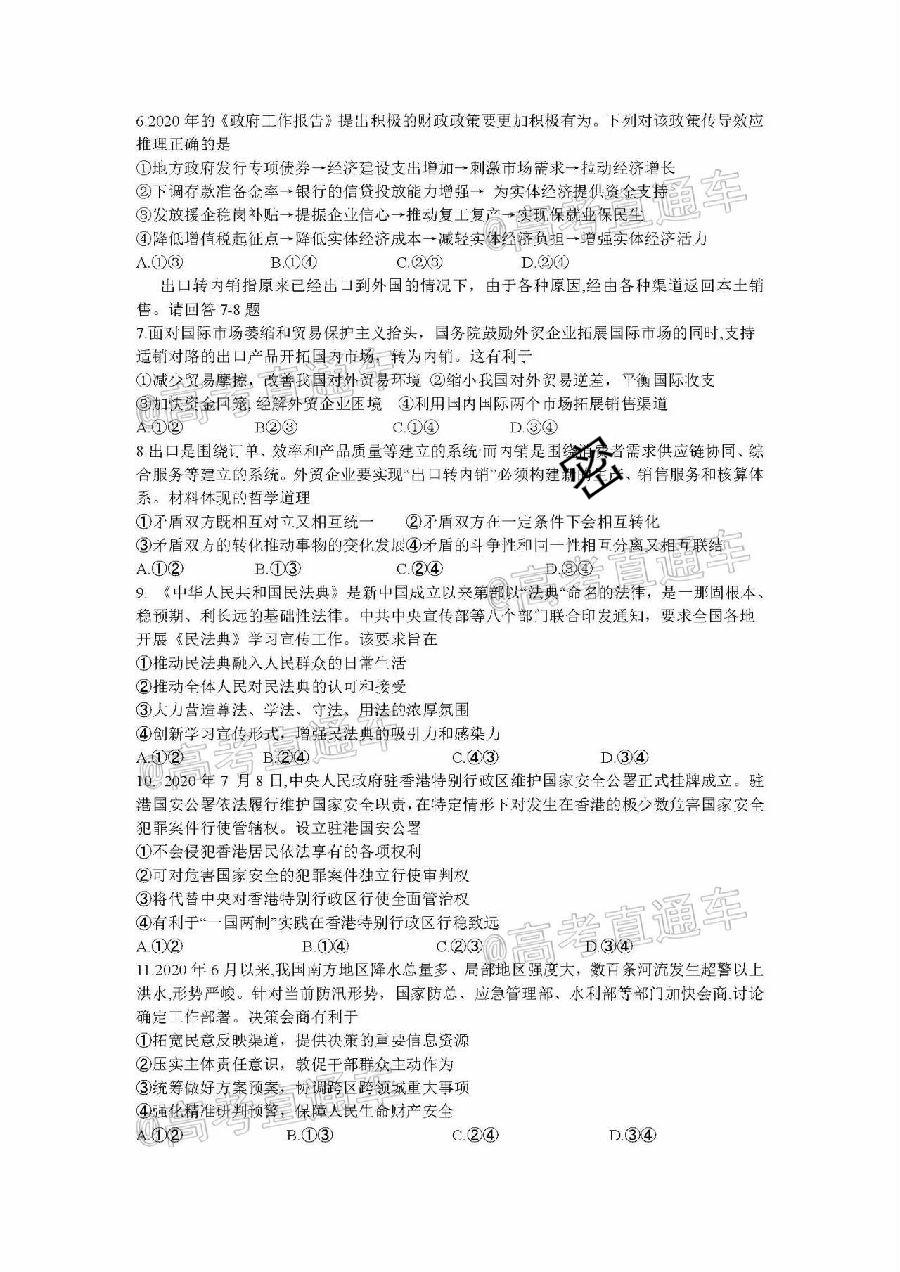 6.2020 年的《政府工作报告》提出积极的财政政策要更加积极有为。下列对该政策传导效应
推理正确的是
①地方政府发行专项债券→经济建设支出增加→刺激市场需求→拉动经济增长
②下调存款准备金率→银行的信贷投放能力增强→ 为实体经济提供资金支持
③发放援企稳岗补贴→提振企业信心→推动复工复产→实现保就业保民生
④降低增值税起征点→降低实体经济成本→减轻实体经济负担→增强实体经济活力
A.①③ B.①④ C.②③ D.②④
出口转内销指原来已经出口到外国的情况下，由于各种原因,经由各种渠道返回本土销
售。请回答 7-8 题
7.面对国际市场萎缩和贸易保护主义抬头，国务院鼓励外贸企业拓展国际市场的同时,支持
适销对路的出口产品开拓国内市场，转为内销。这有利于
①减少贸易摩擦，改善我国对外贸易环境 ②缩小我国对外贸易逆差，平衡国际收支
③加快资金回笼, 经解外贸企业困境 ④利用国内国际两个市场拓展销售渠道
A.①② B②③ C.①④ D.③④
8 出口是围绕订单、效率和产品质量等建立的系统·而内销是围绕消费者需求供应链协同、综
合服务等建立的系统。外贸企业要实现“出口转内销”必须构建新的生产、销售服务和核算体
系。材料体现的哲学道理
①矛盾双方既相互对立又相互统一 ②矛盾双方在一定条件下会相互转化
③矛盾双方的转化推动事物的变化发展④矛盾的斗争性和同一性相互分离又相互联结
A.①② B.①③ C.②④ D.③④
9. 《中华人民共和国民法典》是新中国成立以来第部以“法典”命名的法律，是一那固根本、
稳预期、利长远的基础性法律。中共中央宣传部等八个部门联合印发通知，要求全国各地
开展《民法典》学习宣传工作。该要求旨在
①推动民法典融入人民群众的日常生活
②推动全体人民对民法典的认可和接受
③大力营造尊法、学法、守法、用法的浓厚氛围
④创新学习宣传形式，增强民法典的吸引力和感染力
A.①② B.②④ C.④③ D.③④
10. 2020 年 7 月 8 日,中央人民政府驻香港特别行政区维护国家安全公署正式挂牌成立。驻
港国安公署依法履行维护国家安全职责,在特定情形下对发生在香港的极少数危害国家安全
犯罪案件行使管辖权。设立驻港国安公署
①不会侵犯香港居民依法享有的各项权利
②可对危害国家安全的犯罪案件独立行使审判权
③将代替中央对香港特别行政区行使全面管治权
④有利于“一国两制”实践在香港特别行政区行稳致远
A.①② B.①④ C.②③ D.③④
11.2020 年 6 月以来,我国南方地区降水总量多、局部地区强度大，数百条河流发生超警以上
洪水,形势严峻。针对当前防汛形势，国家防总、应急管理部、水利部等部门加快会商,讨论
确定工作部署。决策会商有利于
①拓宽民意反映渠道，提供决策的重要信息资源
②压实主体责任意识，敦促干部群众主动作为
③统筹做好方案预案，协调跨区跨领域重大事项
④强化精准研判预警，保障人民生命财产安全
A.①② B.①③ C.②④ D.③④
密
@高考直通车
@高考直通车
@高考直通车
@高考直通车
@高考直通车
@高考直通车